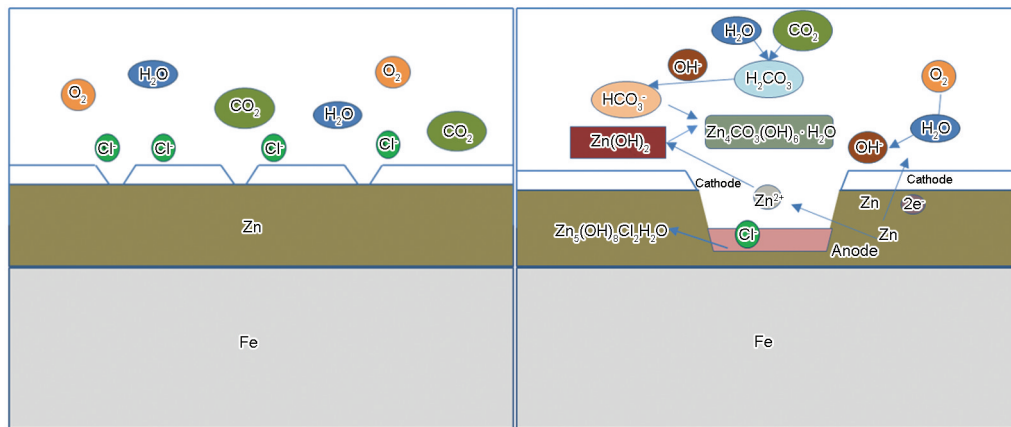 O₂
H₂O
CO₂
H₂O
O₂
CO₂
Cl⁻
Cl⁻
Cl⁻
Cl⁻
Zn
Fe
H₂O
CO₂
OH⁻
H₂CO₃
O₂
HCO₃⁻
Zn(OH)₂
Zn₄CO₃(OH)₆·H₂O
OH⁻
H₂O
Cathode
Zn²⁺
Cathode
Zn
2e⁻
Zn₅(OH)₈Cl₂H₂O
Cl⁻
Zn
Anode
Fe